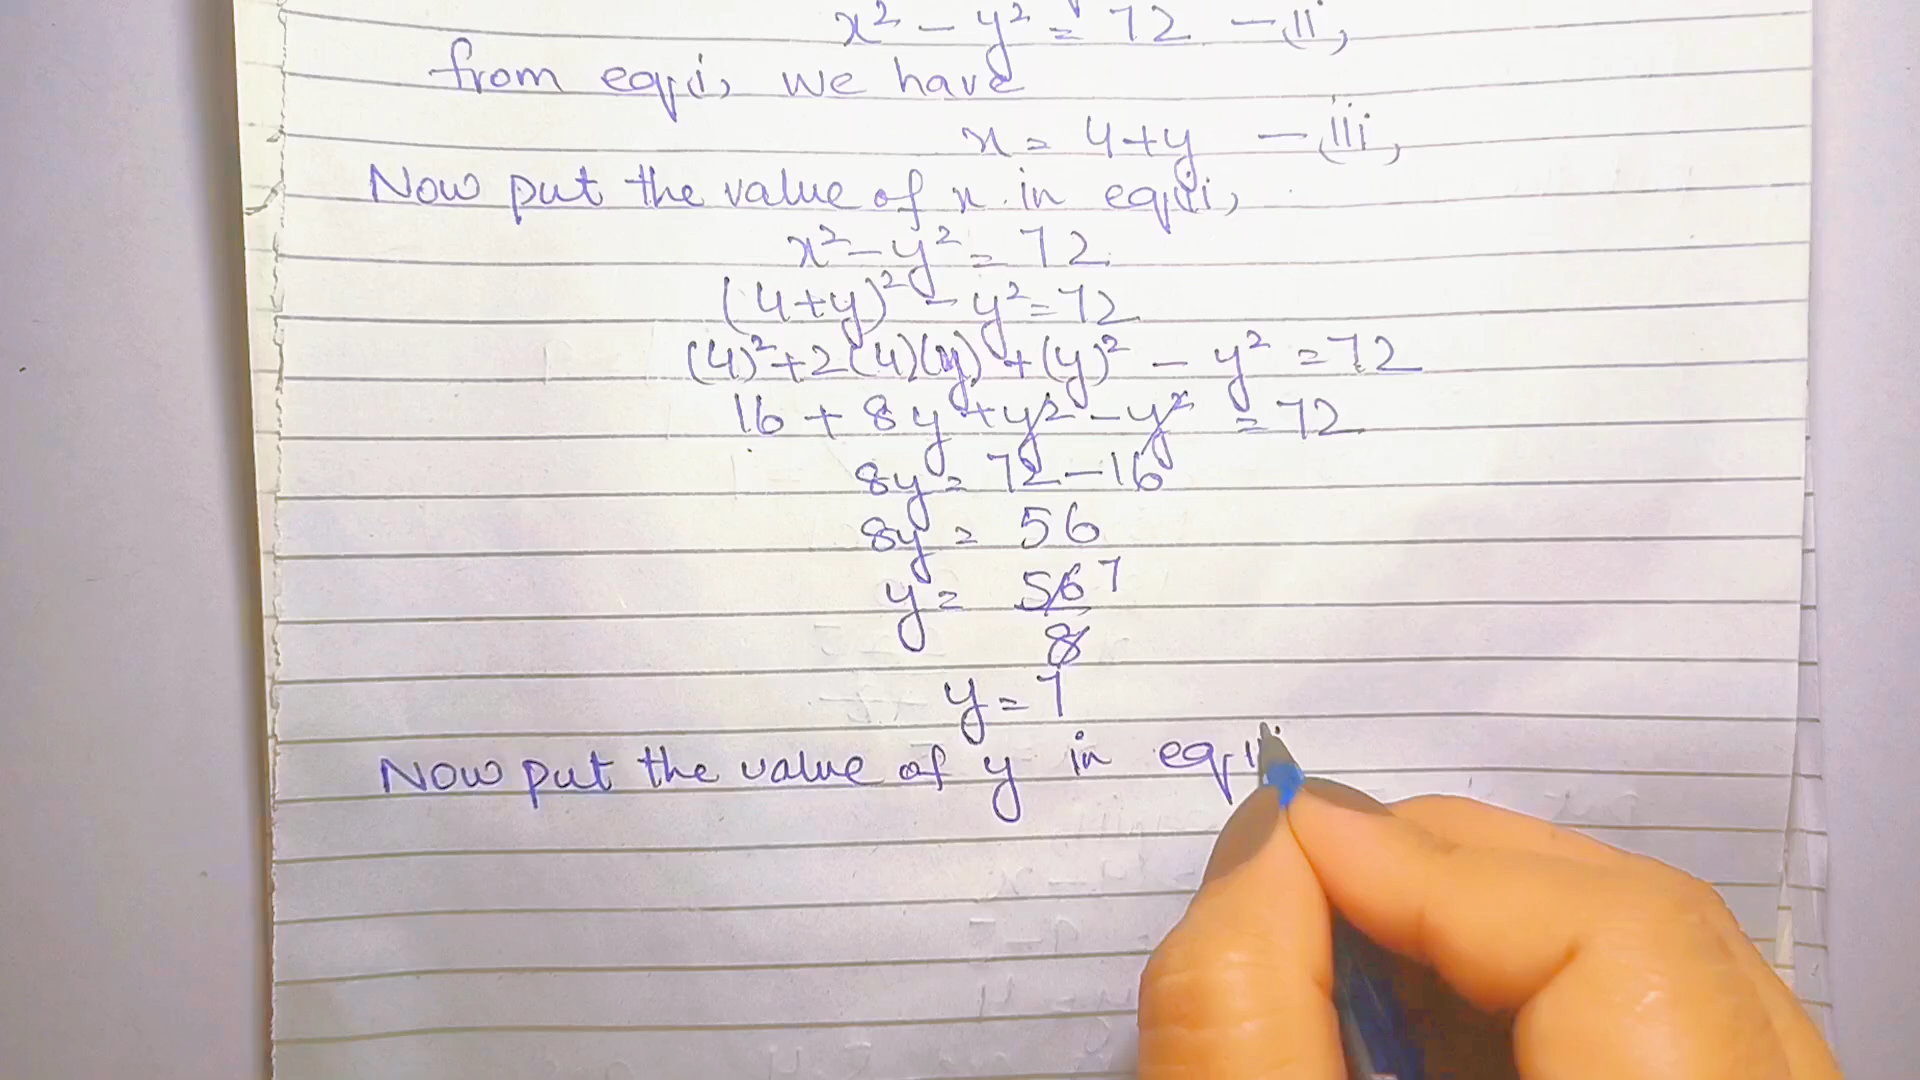 x² - y² = 72 - (ii)
from eq(i), we have
x = 4+y - (iii)
Now put the value of x in eq(ii),
x² - y² = 72
(4+y)² - y² = 72
(4)² + 2(4)(y) + (y)² - y² = 72
16 + 8y + y² - y² = 72
8y = 72 - 16
8y = 56
y = 56 7
8
y = 7
Now put the value of y in eq